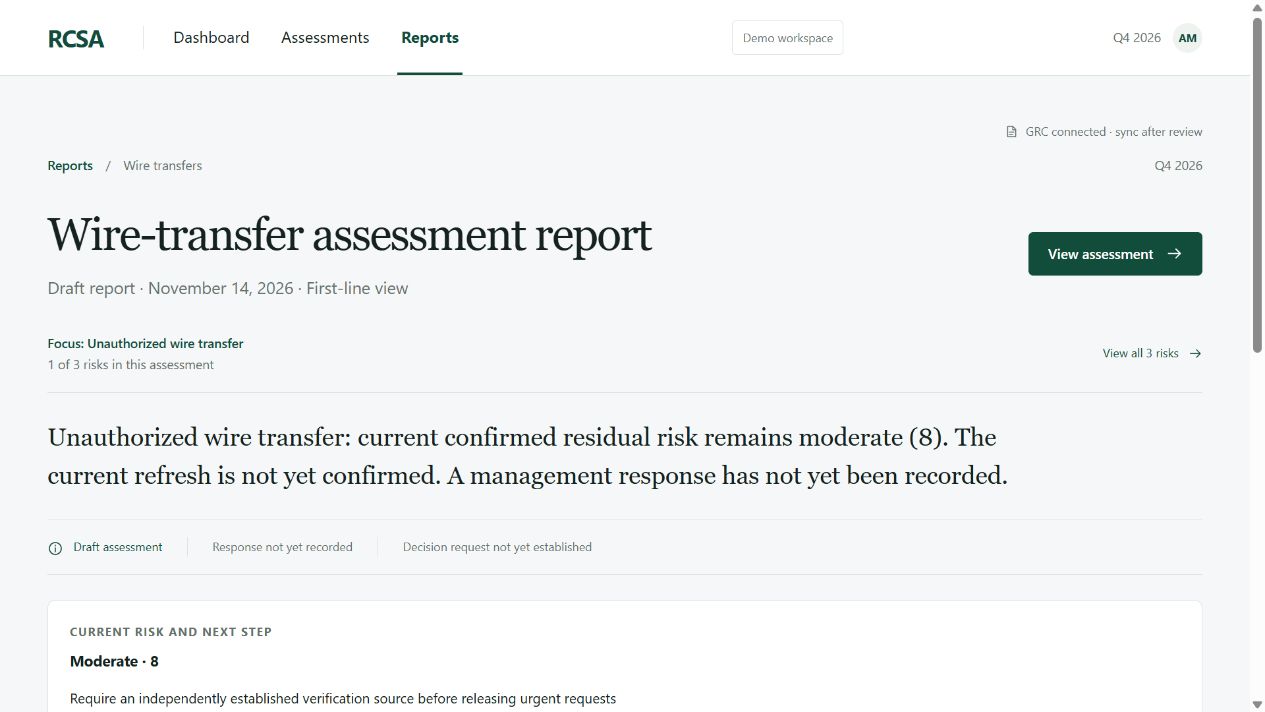 RCSA
Dashboard
Assessments
Reports
Demo workspace
Q4 2026
AM
GRC connected · sync after review
Reports / Wire transfers
Q4 2026
Wire-transfer assessment report
View assessment →
Draft report · November 14, 2026 · First-line view
Focus: Unauthorized wire transfer
1 of 3 risks in this assessment
View all 3 risks →
Unauthorized wire transfer: current confirmed residual risk remains moderate (8). The
current refresh is not yet confirmed. A management response has not yet been recorded.
Draft assessment
Response not yet recorded
Decision request not yet established
CURRENT RISK AND NEXT STEP
Moderate · 8
Require an independently established verification source before releasing urgent requests